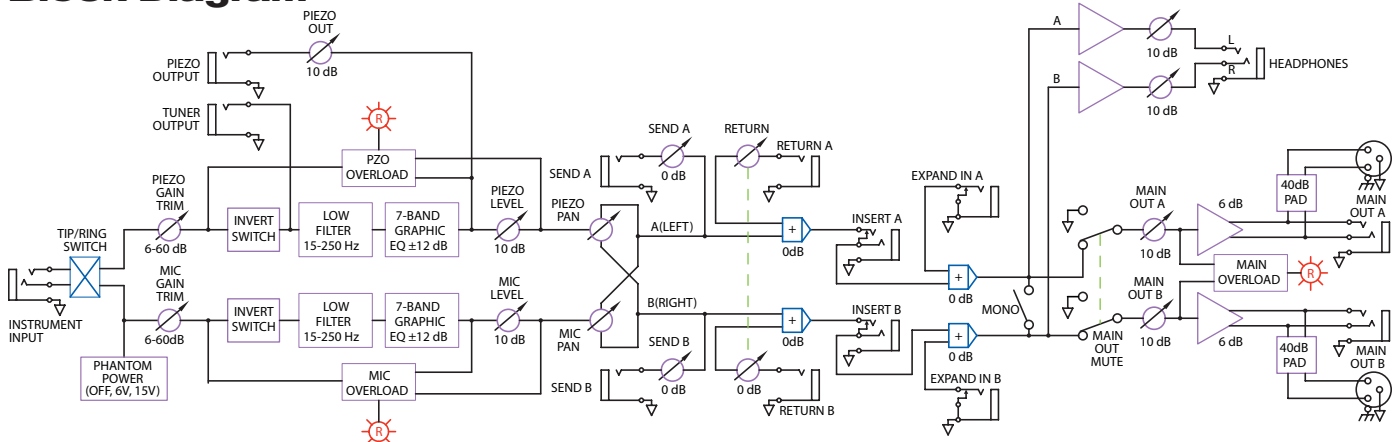 Block Diagram
PIEZO
OUT
10 dB
PIEZO
OUTPUT
TUNER
OUTPUT
R
PZO
OVERLOAD
PIEZO
GAIN
TRIM
6-60 dB
TIP/RING
SWITCH
INVERT
SWITCH
LOW
FILTER
15-250 Hz
7-BAND
GRAPHIC
EQ ±12 dB
PIEZO
LEVEL
10 dB
PIEZO
PAN
INSTRUMENT
INPUT
MIC
GAIN
TRIM
6-60dB
INVERT
SWITCH
LOW
FILTER
15-250 Hz
7-BAND
GRAPHIC
EQ ±12 dB
MIC
LEVEL
10 dB
MIC
PAN
PHANTOM
POWER
(OFF, 6V, 15V)
MIC
OVERLOAD
R
SEND A
SEND A
0 dB
RETURN
RETURN A
A(LEFT)
B(RIGHT)
SEND B
SEND B
0 dB
0 dB
RETURN B
+
0dB
+
0dB
INSERT A
INSERT B
EXPAND IN A
+
0 dB
+
0 dB
EXPAND IN B
MONO
A
10 dB
B
10 dB
L
R
HEADPHONES
MAIN
OUT A
10 dB
6 dB
40dB
PAD
MAIN
OUT A
MAIN
OVERLOAD
R
MAIN
OUT B
10 dB
6 dB
MAIN
OUT
MUTE
40dB
PAD
MAIN
OUT B